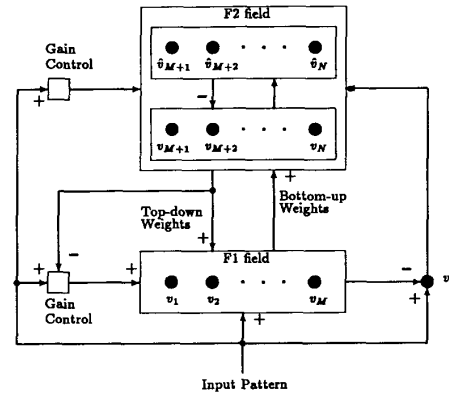 F2 field
Gain
Control
v̂M+1 v̂M+2 · · · v̂N
+
−
vM+1 vM+2 · · · vN
+
Top-down
Weights
Bottom-up
Weights
+
−
F1 field
+ + −
v
v1 v2 · · · vM
+
Gain
Control
+
Input Pattern